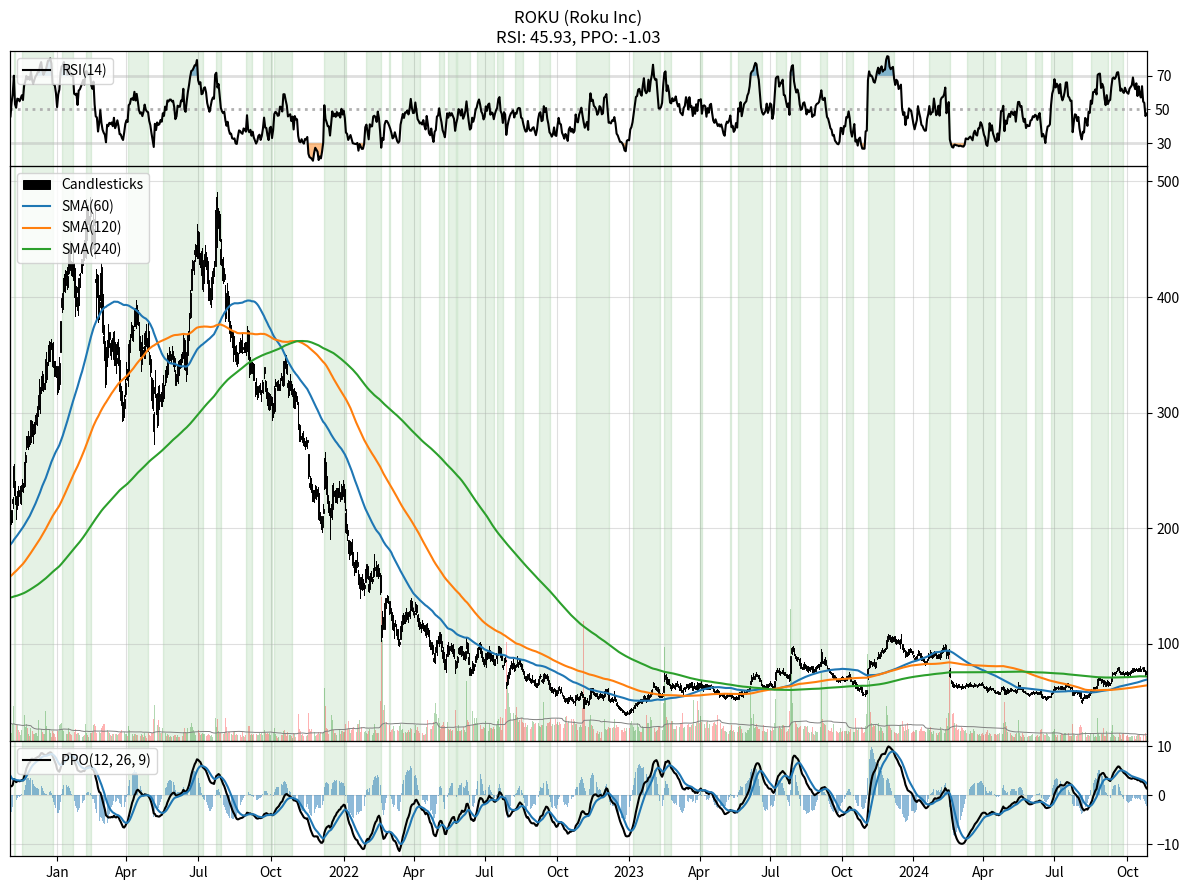 ROKU (Roku Inc)
RSI: 45.93, PPO: -1.03
RSI(14)
70
50
30
Candlesticks
SMA(60)
SMA(120)
SMA(240)
500
400
300
200
100
PPO(12, 26, 9)
10
0
−10
Jan Apr Jul Oct 2022 Apr Jul Oct 2023 Apr Jul Oct 2024 Apr Jul Oct